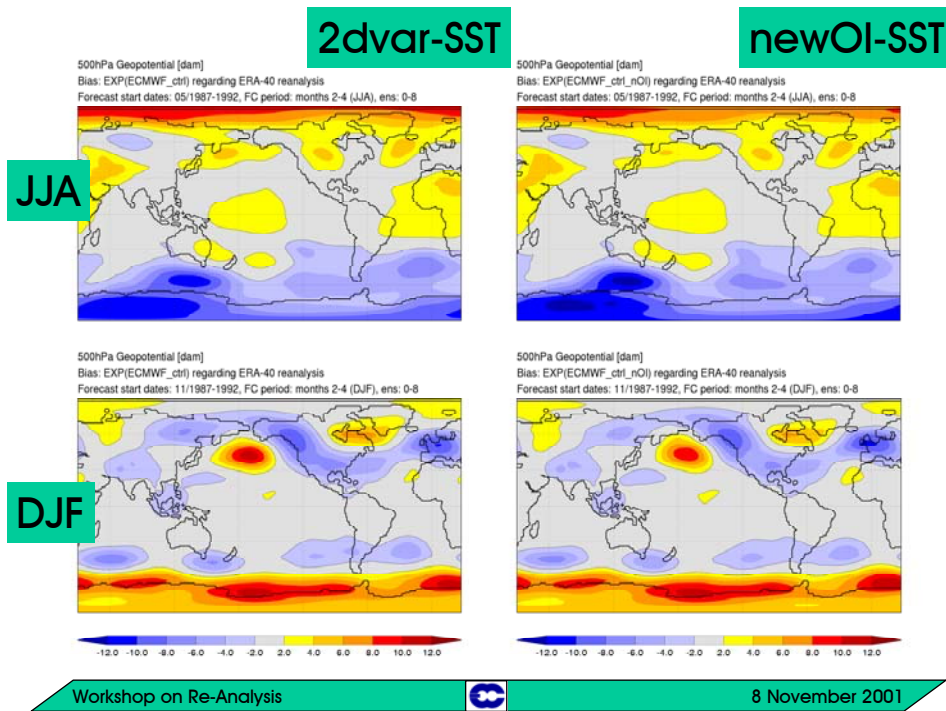 2dvar-SST
newOI-SST
500hPa Geopotential [dam]
Bias: EXP(ECMWF_ctrl) regarding ERA-40 reanalysis
Forecast start dates: 05/1987-1992, FC period: months 2-4 (JJA), ens: 0-8
500hPa Geopotential [dam]
Bias: EXP(ECMWF_ctrl_nOI) regarding ERA-40 reanalysis
Forecast start dates: 05/1987-1992, FC period: months 2-4 (JJA), ens: 0-8
JJA
500hPa Geopotential [dam]
Bias: EXP(ECMWF_ctrl) regarding ERA-40 reanalysis
Forecast start dates: 11/1987-1992, FC period: months 2-4 (DJF), ens: 0-8
500hPa Geopotential [dam]
Bias: EXP(ECMWF_ctrl_nOI) regarding ERA-40 reanalysis
Forecast start dates: 11/1987-1992, FC period: months 2-4 (DJF), ens: 0-8
DJF
-12.0 -10.0 -8.0 -6.0 -4.0 -2.0 2.0 4.0 6.0 8.0 10.0 12.0
-12.0 -10.0 -8.0 -6.0 -4.0 -2.0 2.0 4.0 6.0 8.0 10.0 12.0
Workshop on Re-Analysis
8 November 2001